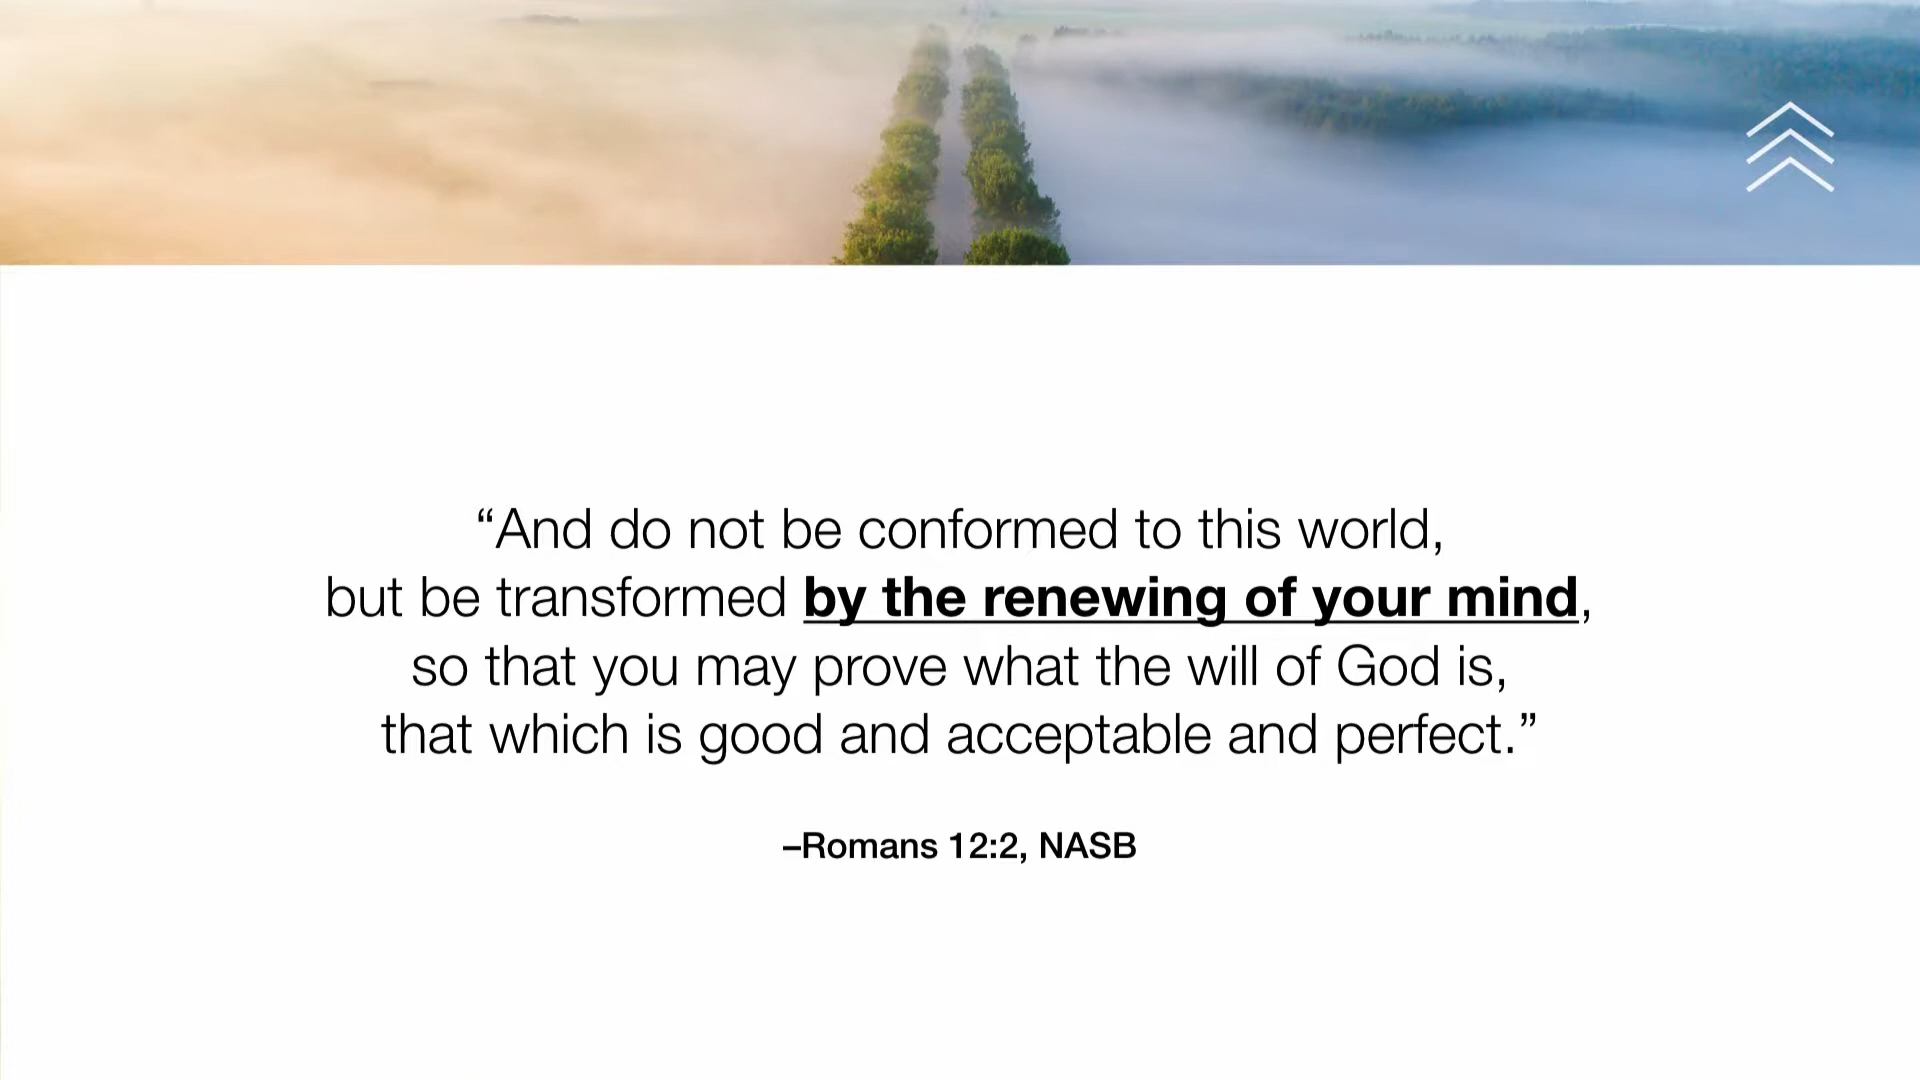 “And do not be conformed to this world,
but be transformed by the renewing of your mind,
so that you may prove what the will of God is,
that which is good and acceptable and perfect.”
–Romans 12:2, NASB